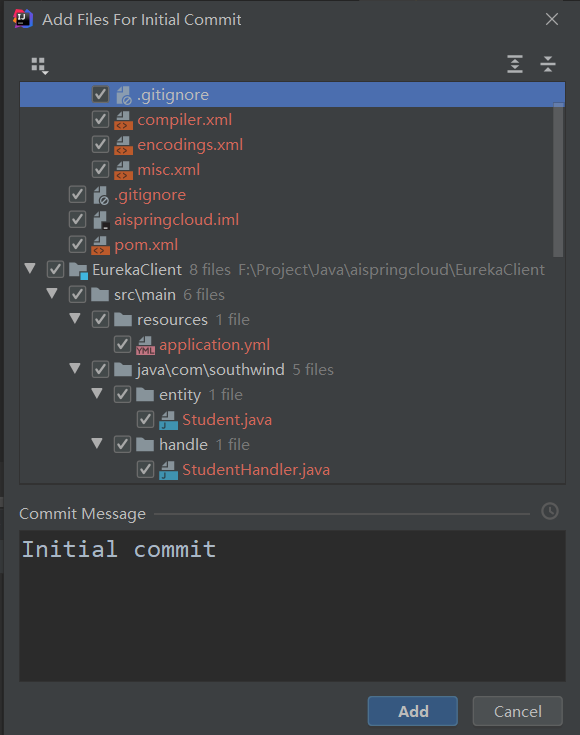 Add Files For Initial Commit
.gitignore
compiler.xml
encodings.xml
misc.xml
.gitignore
aispringcloud.iml
pom.xml
EurekaClient 8 files F:\Project\Java\aispringcloud\EurekaClient
src\main 6 files
resources 1 file
application.yml
java\com\southwind 5 files
entity 1 file
Student.java
handle 1 file
StudentHandler.java
Commit Message
Initial commit
Add Cancel